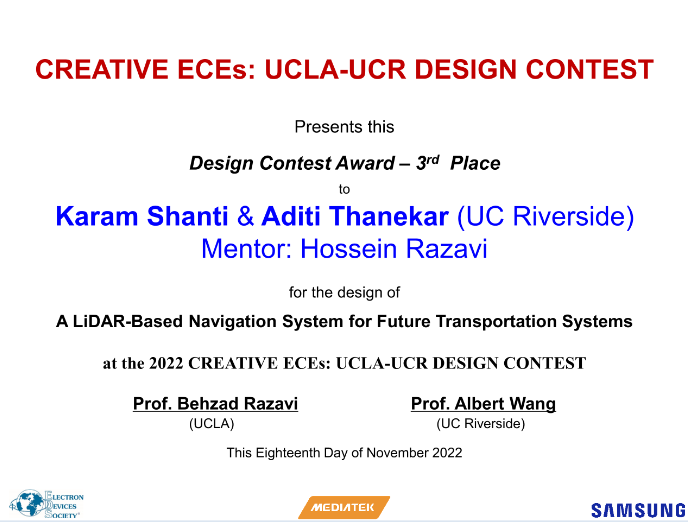 CREATIVE ECEs: UCLA-UCR DESIGN CONTEST
Presents this
Design Contest Award – 3rd Place
to
Karam Shanti & Aditi Thanekar (UC Riverside)
Mentor: Hossein Razavi
for the design of
A LiDAR-Based Navigation System for Future Transportation Systems
at the 2022 CREATIVE ECEs: UCLA-UCR DESIGN CONTEST
Prof. Behzad Razavi Prof. Albert Wang
(UCLA) (UC Riverside)
This Eighteenth Day of November 2022
ELECTRON
DEVICES
SOCIETY
MEDIATEK
SAMSUNG